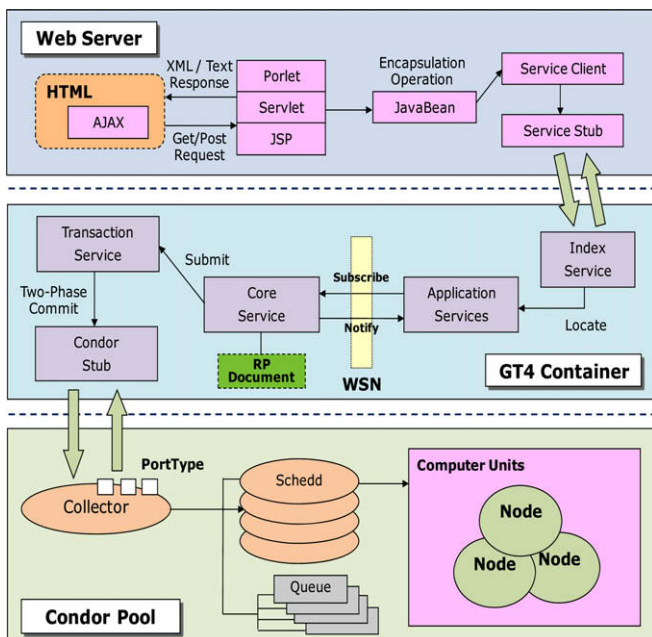 Web Server
HTML
AJAX
XML / Text
Response
Get/Post
Request
Porlet
Servlet
JSP
Encapsulation
Operation
JavaBean
Service Client
Service Stub
Transaction
Service
Submit
Two-Phase
Commit
Condor
Stub
Core
Service
RP
Document
Subscribe
Notify
WSN
Application
Services
Index
Service
Locate
GT4 Container
PortType
Collector
Schedd
Queue
Computer Units
Node
Node
Node
Condor Pool